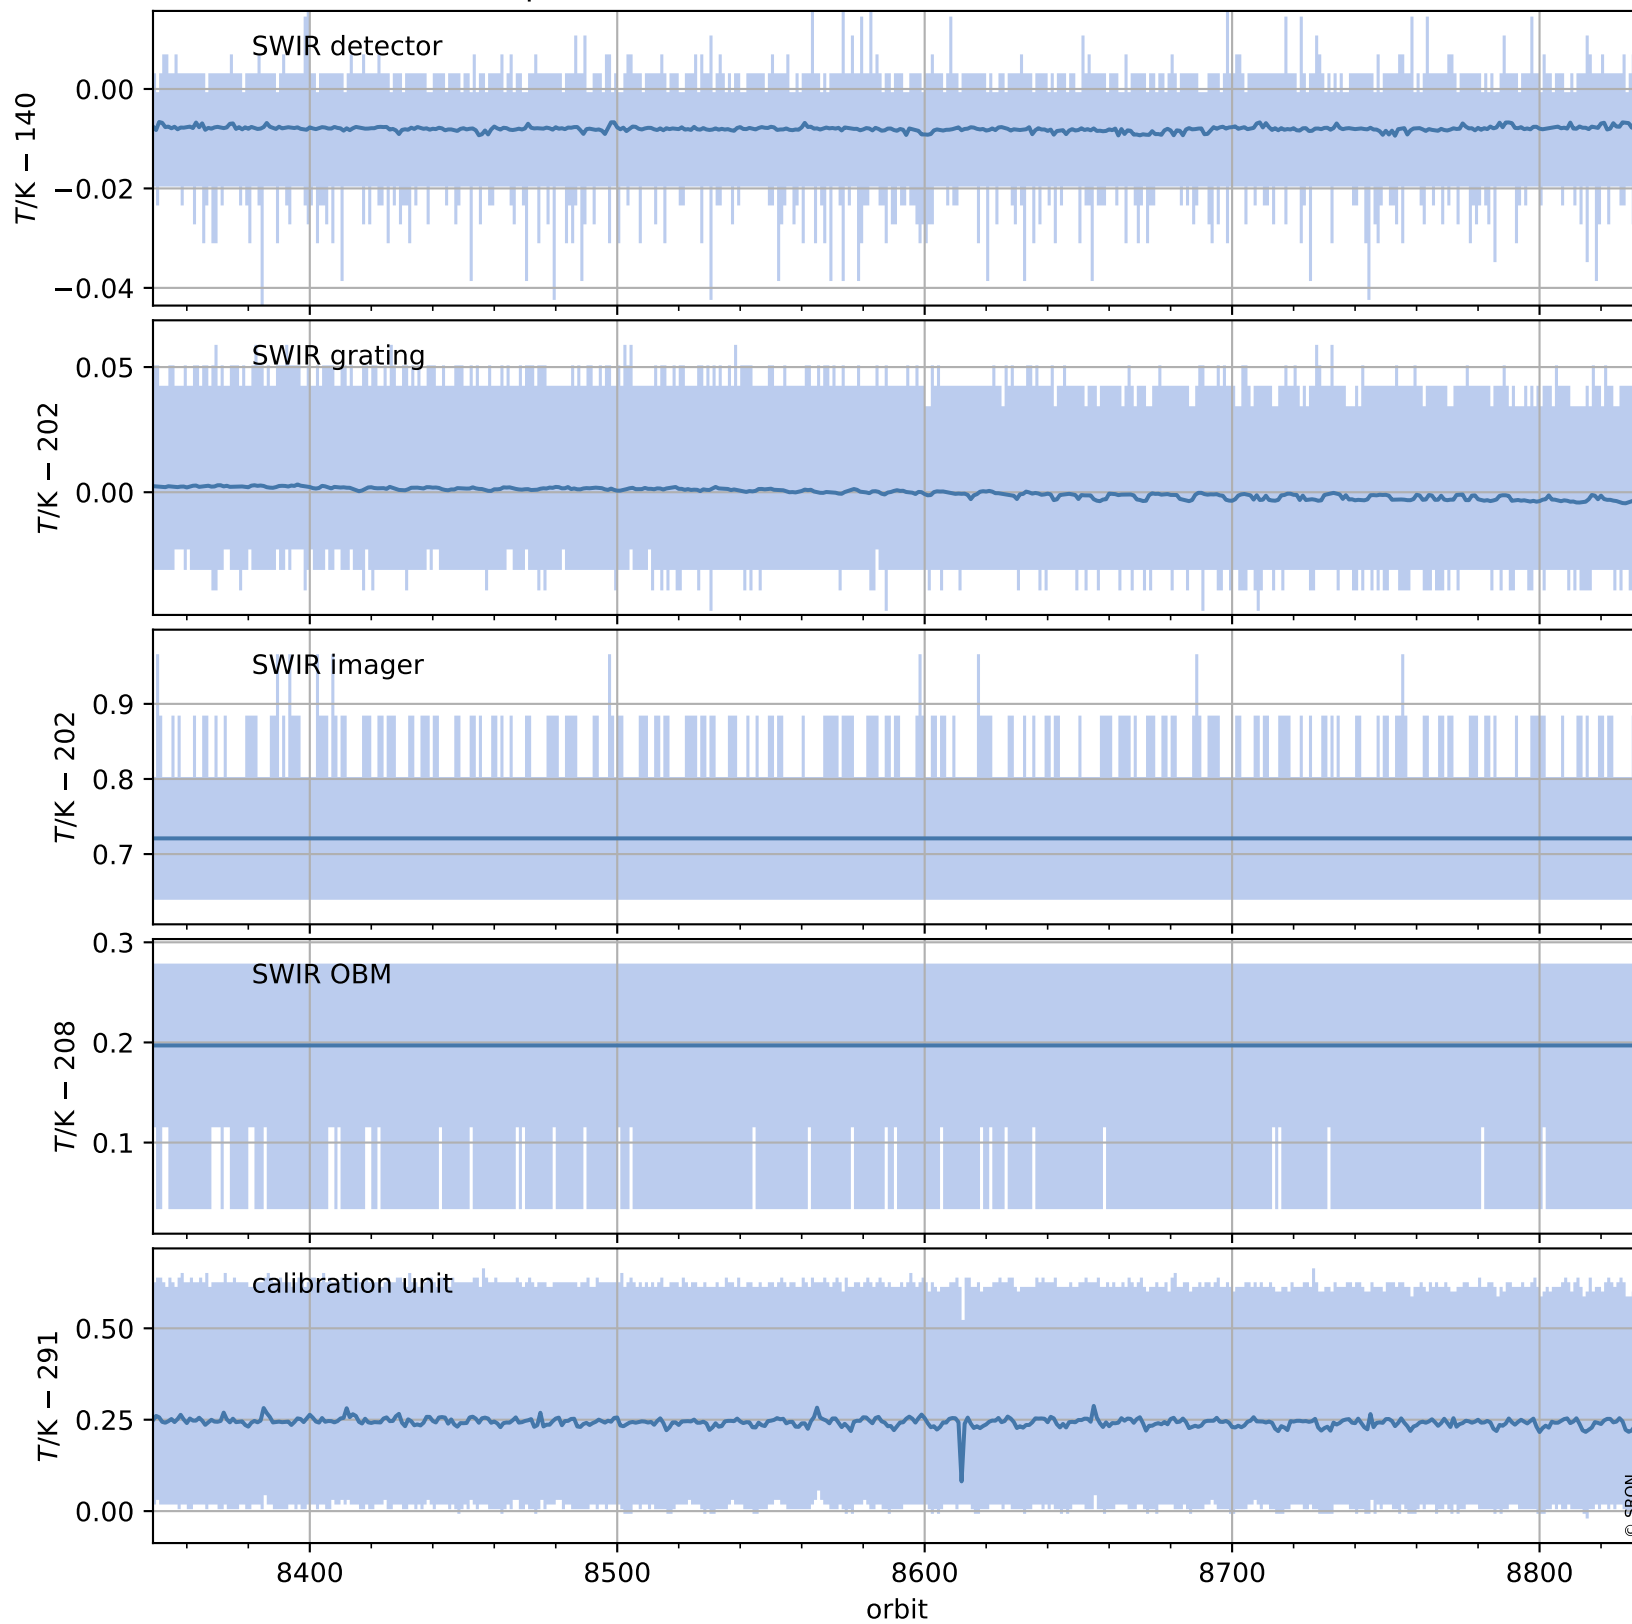 SWIR detector
0.00
−0.02
−0.04
T/K − 140
SWIR grating
0.05
0.00
T/K − 202
SWIR imager
0.9
0.8
0.7
T/K − 202
SWIR OBM
0.3
0.2
0.1
T/K − 208
calibration unit
0.50
0.25
0.00
T/K − 291
© SRON
8400 8500 8600 8700 8800
orbit